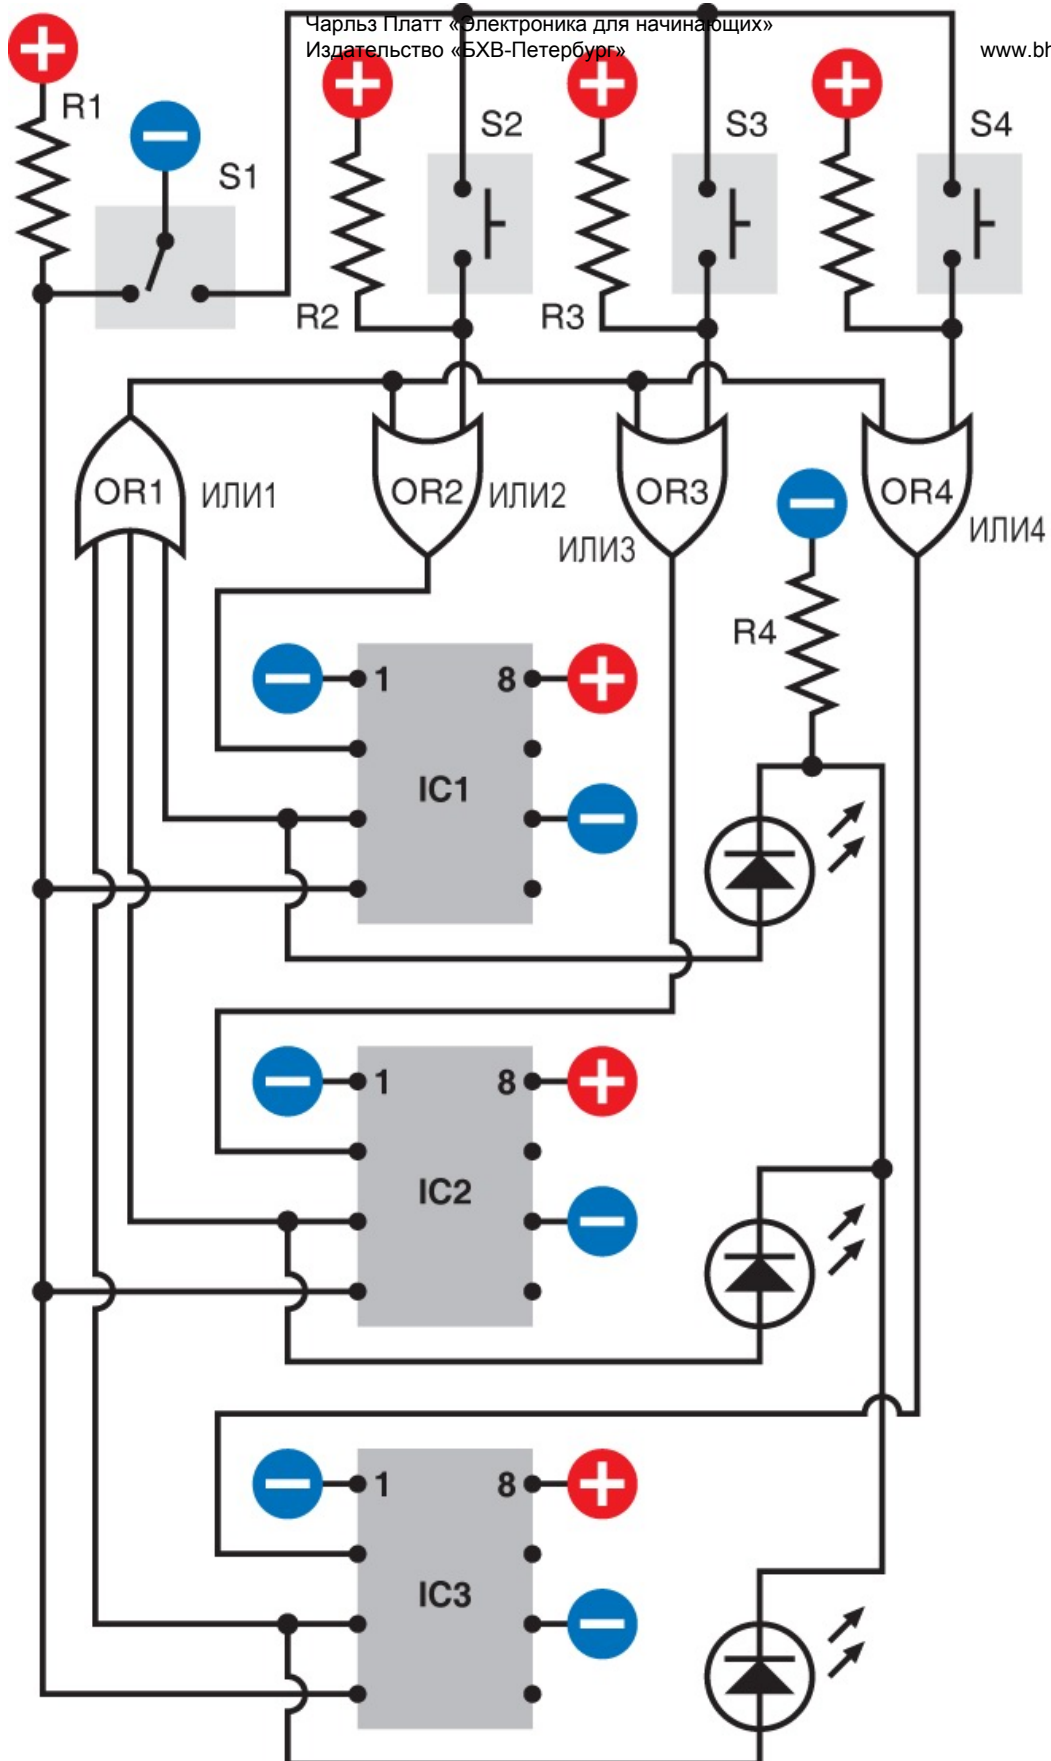 Чарльз Платт «Электроника для начинающих»
Издательство «БХВ-Петербург» www.bh
R1
S1
S2
S3
S4
R2
R3
OR1 ИЛИ1
OR2 ИЛИ2
OR3 ИЛИ3
OR4 ИЛИ4
R4
1 8
IC1
1 8
IC2
1 8
IC3